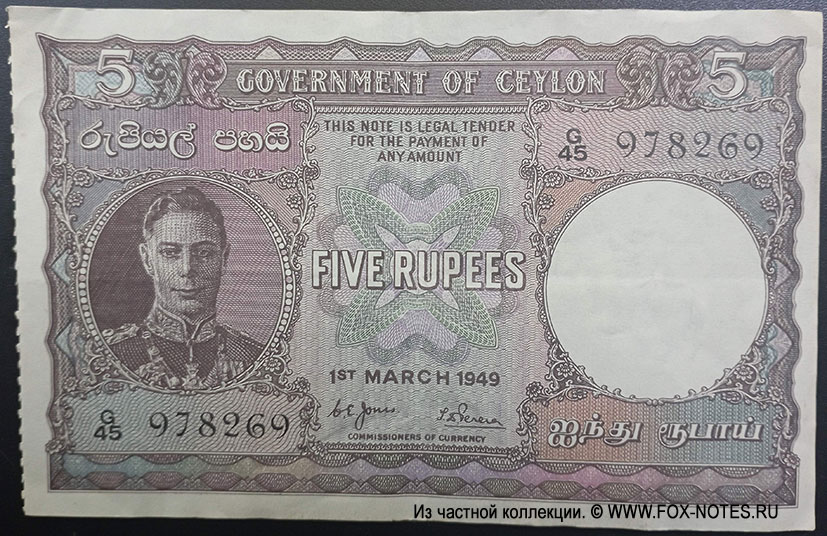 5 GOVERNMENT OF CEYLON 5
රුපියල් පහයි
THIS NOTE IS LEGAL TENDER
FOR THE PAYMENT OF
ANY AMOUNT
G/45 978269
FIVE RUPEES
1ST MARCH 1949
G/45 978269
C.E. Jones
COMMISSIONERS OF CURRENCY
ஐந்து ரூபாய்
Из частной коллекции. © WWW.FOX-NOTES.RU